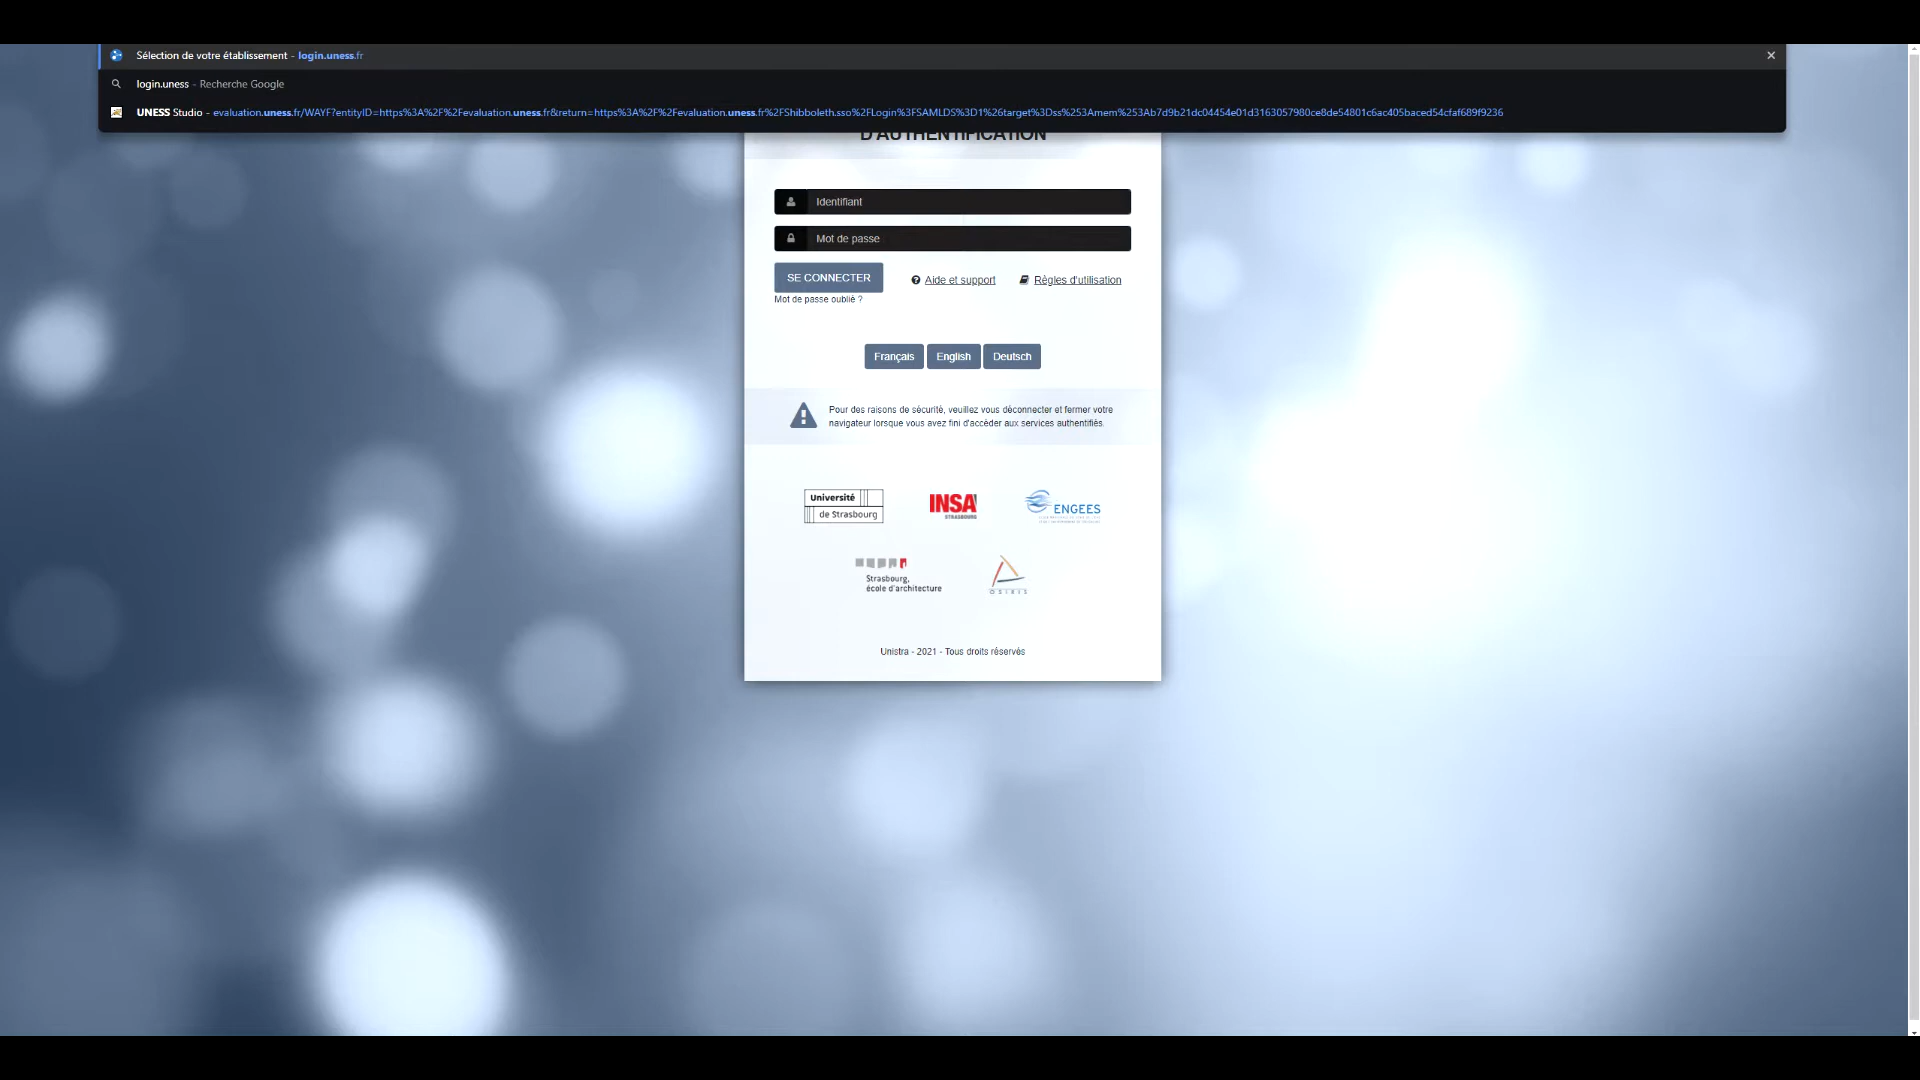 Sélection de votre établissement - login.uness.fr
login.uness - Recherche Google
UNESS Studio - evaluation.uness.fr/WAYF?entityID=https%3A%2F%2Fevaluation.uness.fr&return=https%3A%2F%2Fevaluation.uness.fr%2FShibboleth.sso%2FLogin%3FSAMLDS%3D1%26target%3Dss%253Amem%253Ab7d9b21dc04454e01d3163057980ce8de54801c6ac405baced54cfaf689f9236
D'AUTHENTIFICATION
Identifiant
Mot de passe
SE CONNECTER
Aide et support
Règles d'utilisation
Mot de passe oublié ?
Français English Deutsch
Pour des raisons de sécurité, veuillez vous déconnecter et fermer votre
navigateur lorsque vous avez fini d'accéder aux services authentifiés.
Université
de Strasbourg
INSA
STRASBOURG
ENGEES
Strasbourg,
école d'architecture
OSIRIS
Unistra - 2021 - Tous droits réservés